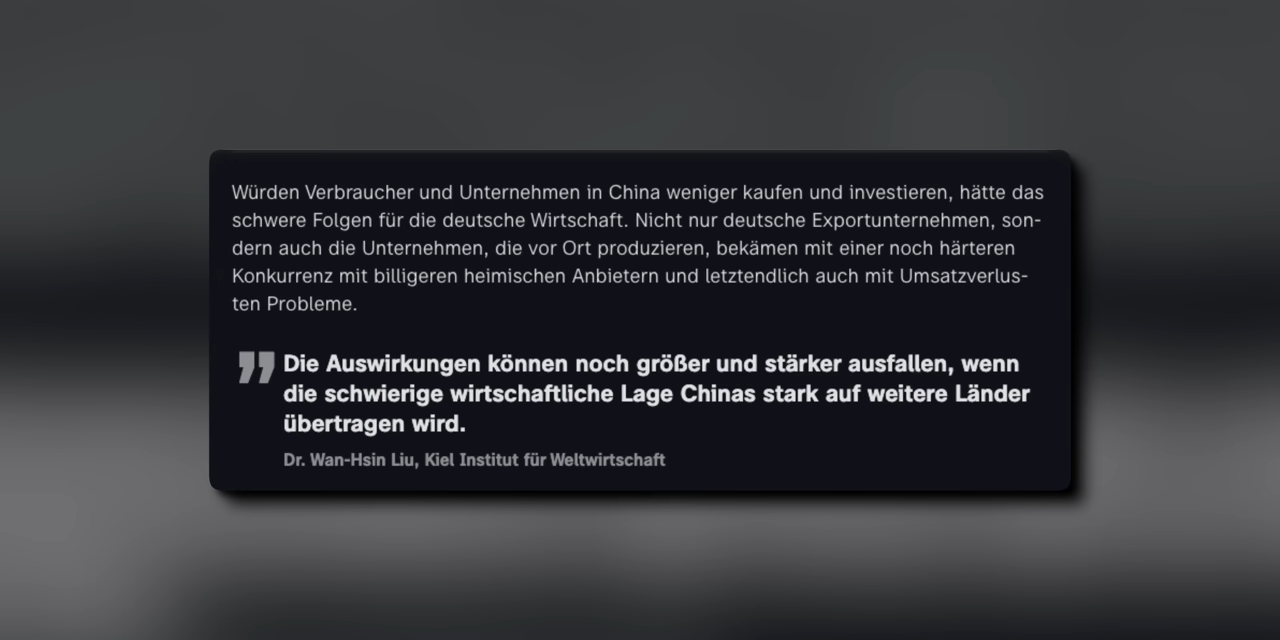 Würden Verbraucher und Unternehmen in China weniger kaufen und investieren, hätte das
schwere Folgen für die deutsche Wirtschaft. Nicht nur deutsche Exportunternehmen, son-
dern auch die Unternehmen, die vor Ort produzieren, bekämen mit einer noch härteren
Konkurrenz mit billigeren heimischen Anbietern und letztendlich auch mit Umsatzverlus-
ten Probleme.
” Die Auswirkungen können noch größer und stärker ausfallen, wenn
die schwierige wirtschaftliche Lage Chinas stark auf weitere Länder
übertragen wird.
Dr. Wan-Hsin Liu, Kiel Institut für Weltwirtschaft